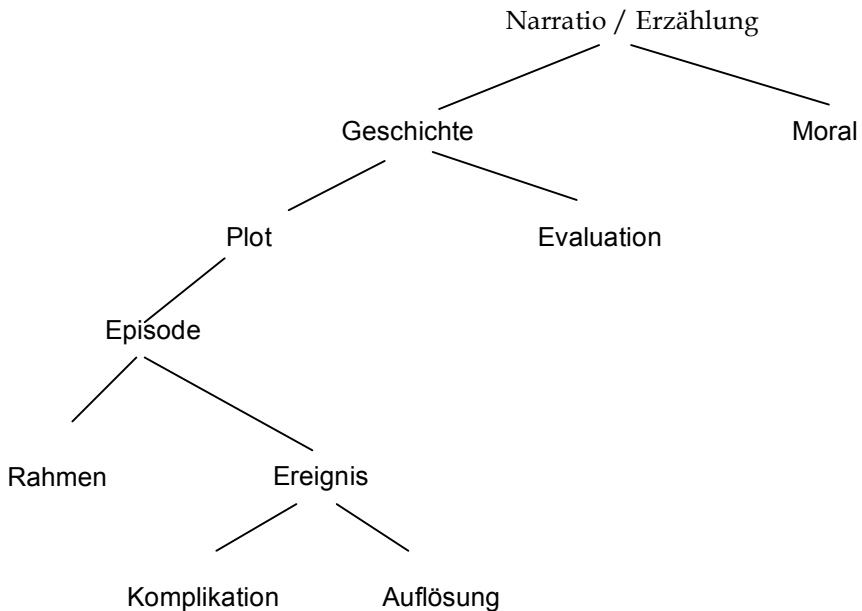 Narratio / Erzählung
Geschichte Moral
Plot Evaluation
Episode
Rahmen Ereignis
Komplikation Auflösung